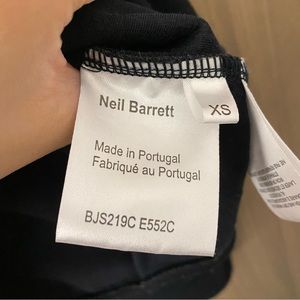 Neil Barrett
XS
Made in Portugal
Fabriqué au Portugal
BJS219C E552C